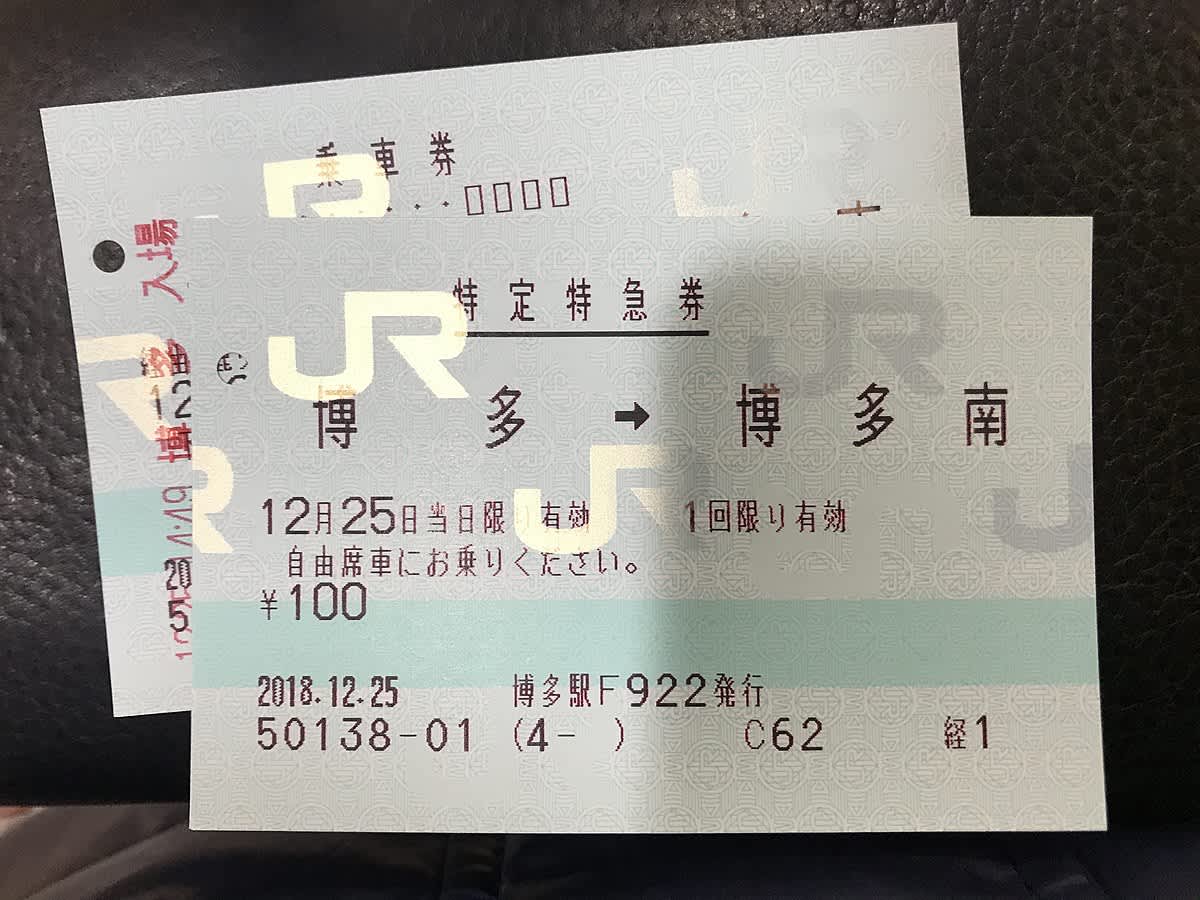 乗車券
・・・□□□□
入場
特定特急券
JR
博多 → 博多南
12月25日当日限り有効 1回限り有効
自由席車にお乗りください。
¥100
2018.12.25 博多駅F922発行
50138-01 (4- ) C62 経1